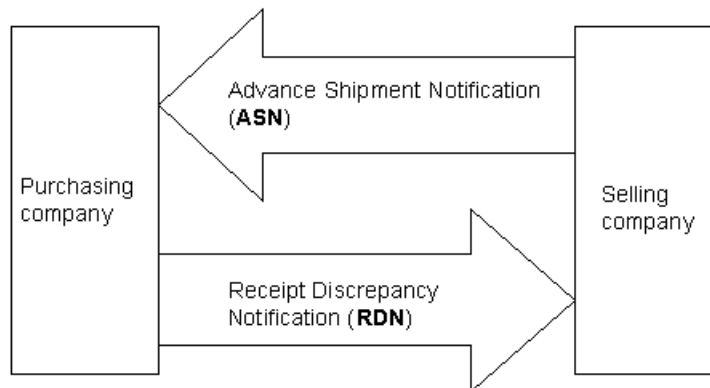 Advance Shipment Notification
(ASN)
Purchasing
company
Selling
company
Receipt Discrepancy
Notification (RDN)